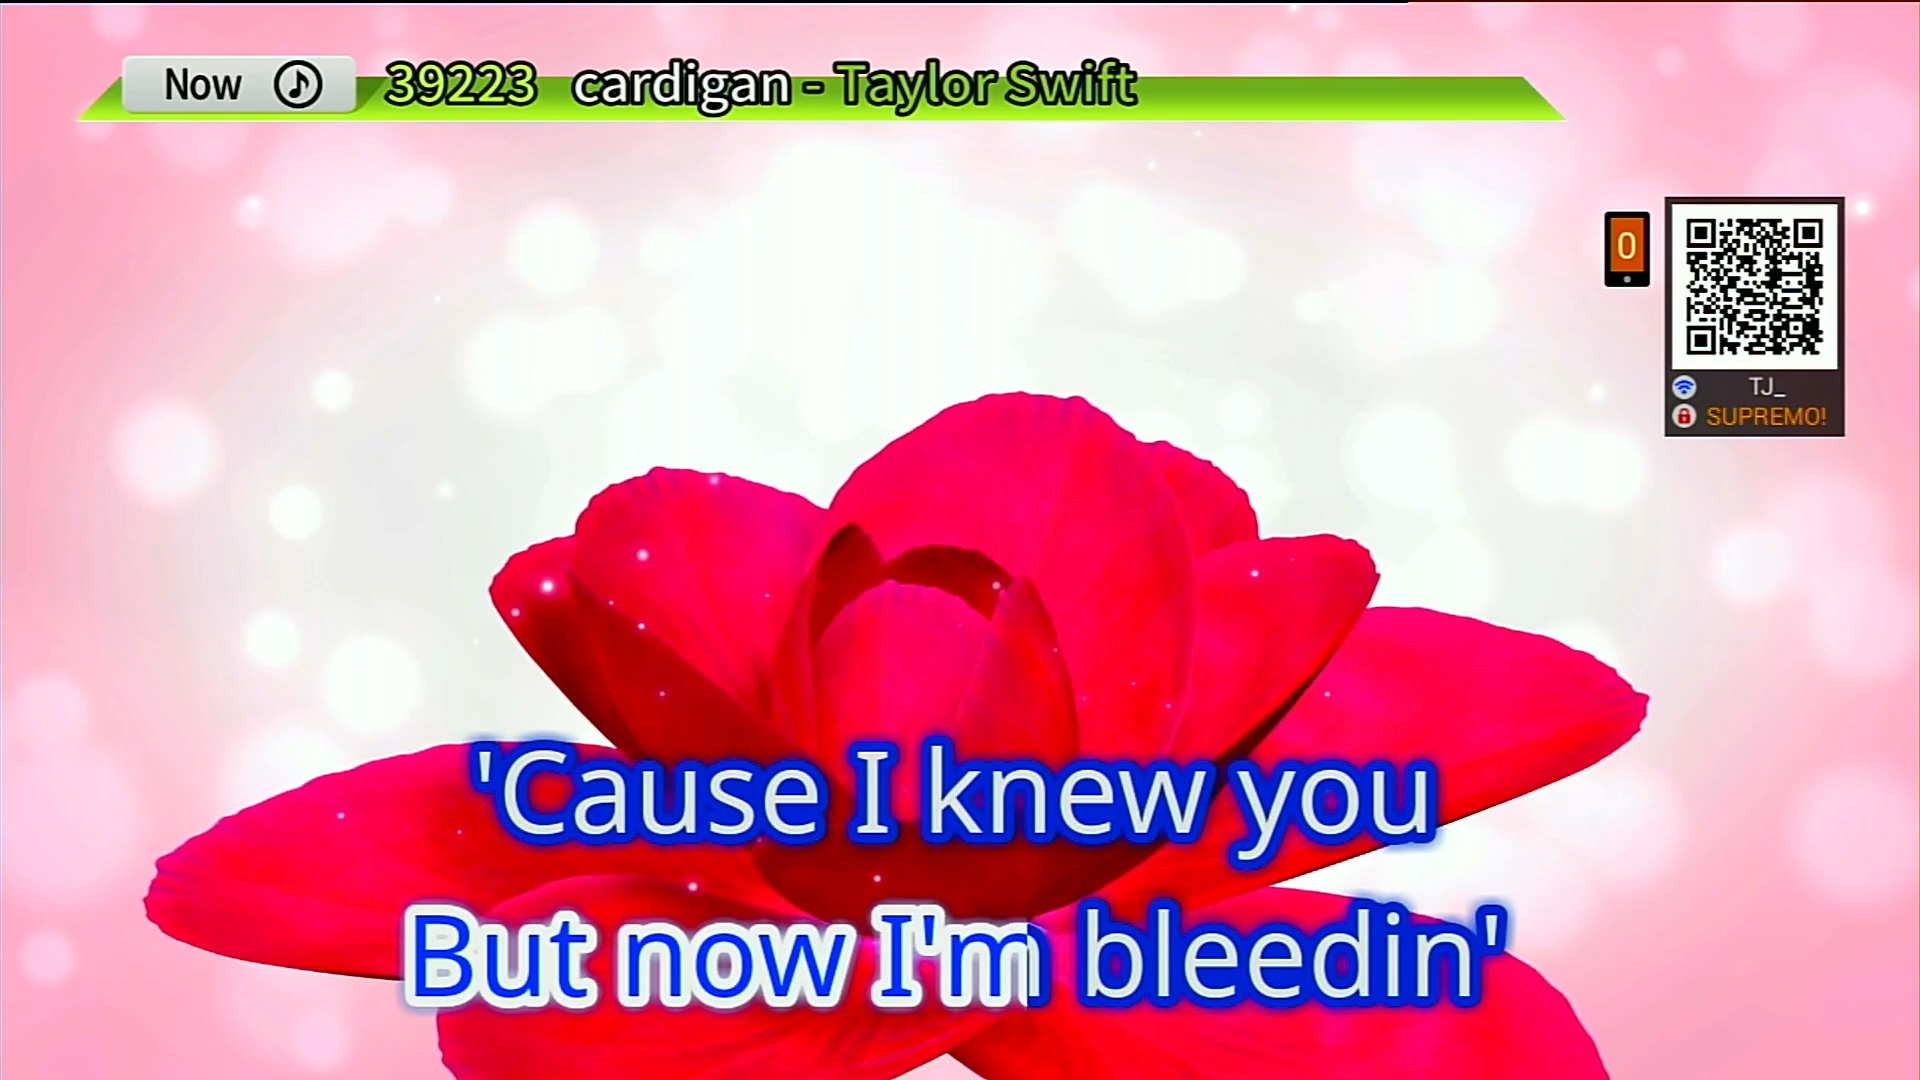 Now 39223 cardigan - Taylor Swift
0
TJ_
SUPREMO!
'Cause I knew you
But now I'm bleedin'